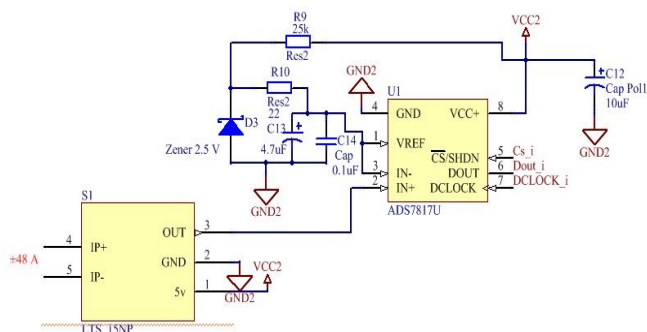 R9
25k
Res2
VCC2
R10
Res2
22
GND2
U1
C12
Cap Pol1
10uF
GND2
D3
Zener 2.5 V
C13
4.7uF
C14
Cap
0.1uF
GND2
4 GND VCC+ 8
1 VREF
CS/SHDN 5 Cs_i
3 IN- DOUT 6 Dout_i
2 IN+ DCLOCK 7 DCLOCK_i
ADS7817U
S1
OUT 3
±48 A
4 IP+
GND 2
5 IP-
5v 1
VCC2
GND2
LTS_15NP